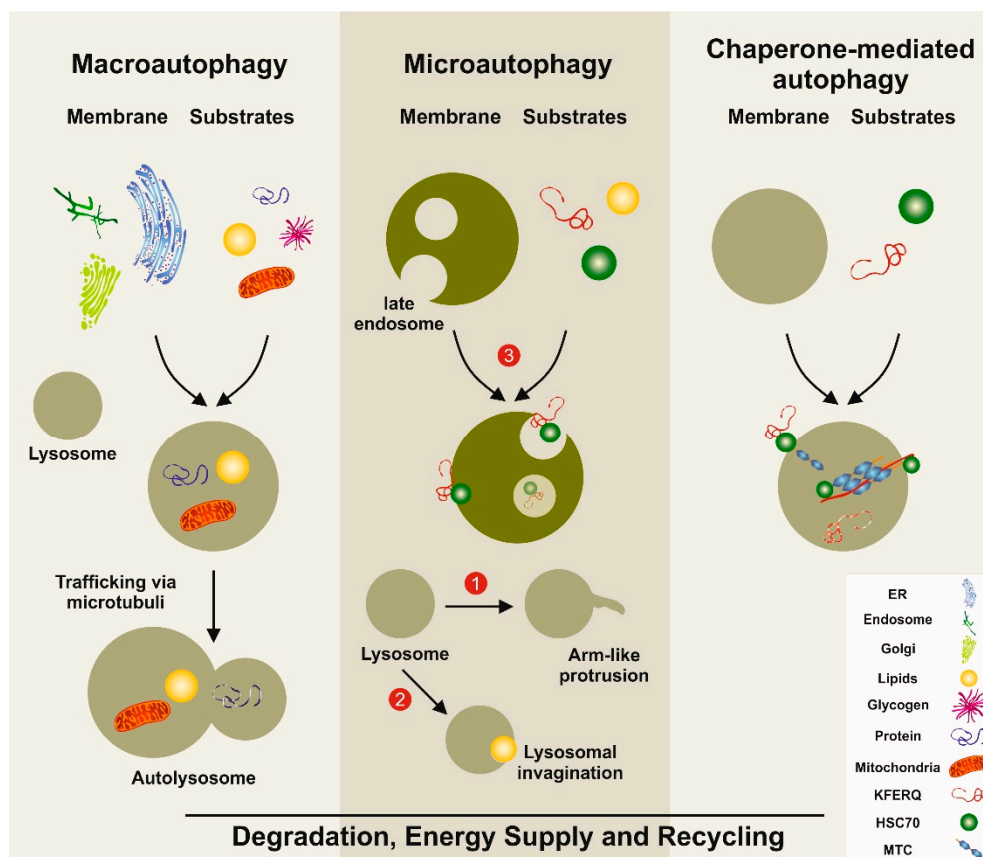 Macroautophagy
Membrane Substrates
Lysosome
Trafficking via
microtubuli
Autolysosome
Microautophagy
Membrane Substrates
late
endosome
3
1
Lysosome
Arm-like
protrusion
2
Lysosomal
invagination
Chaperone-mediated
autophagy
Membrane Substrates
ER
Endosome
Golgi
Lipids
Glycogen
Protein
Mitochondria
KFERQ
HSC70
MTC
Degradation, Energy Supply and Recycling